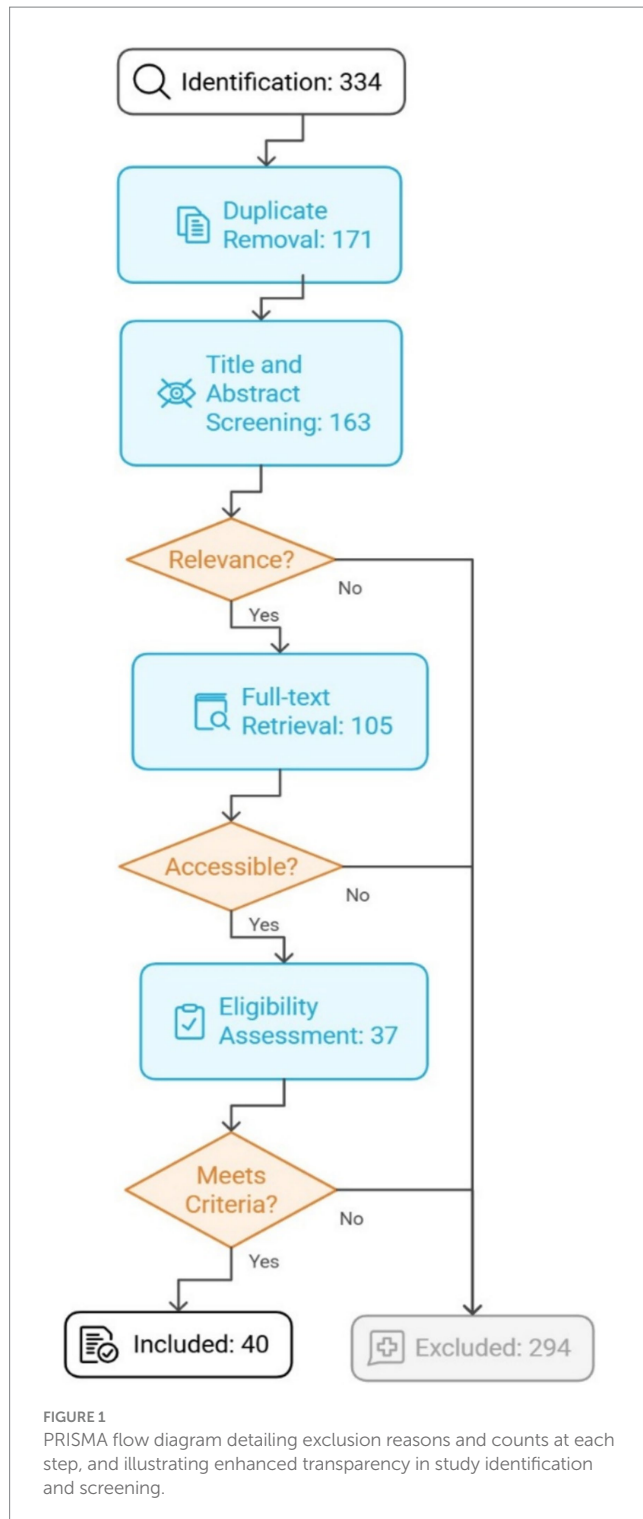 Identification: 334
Duplicate
Removal: 171
Title and
Abstract
Screening: 163
Relevance?
No
Yes
Full-text
Retrieval: 105
Accessible?
No
Yes
Eligibility
Assessment: 37
Meets
Criteria?
No
Yes
Included: 40
Excluded: 294
FIGURE 1
PRISMA flow diagram detailing exclusion reasons and counts at each
step, and illustrating enhanced transparency in study identification
and screening.